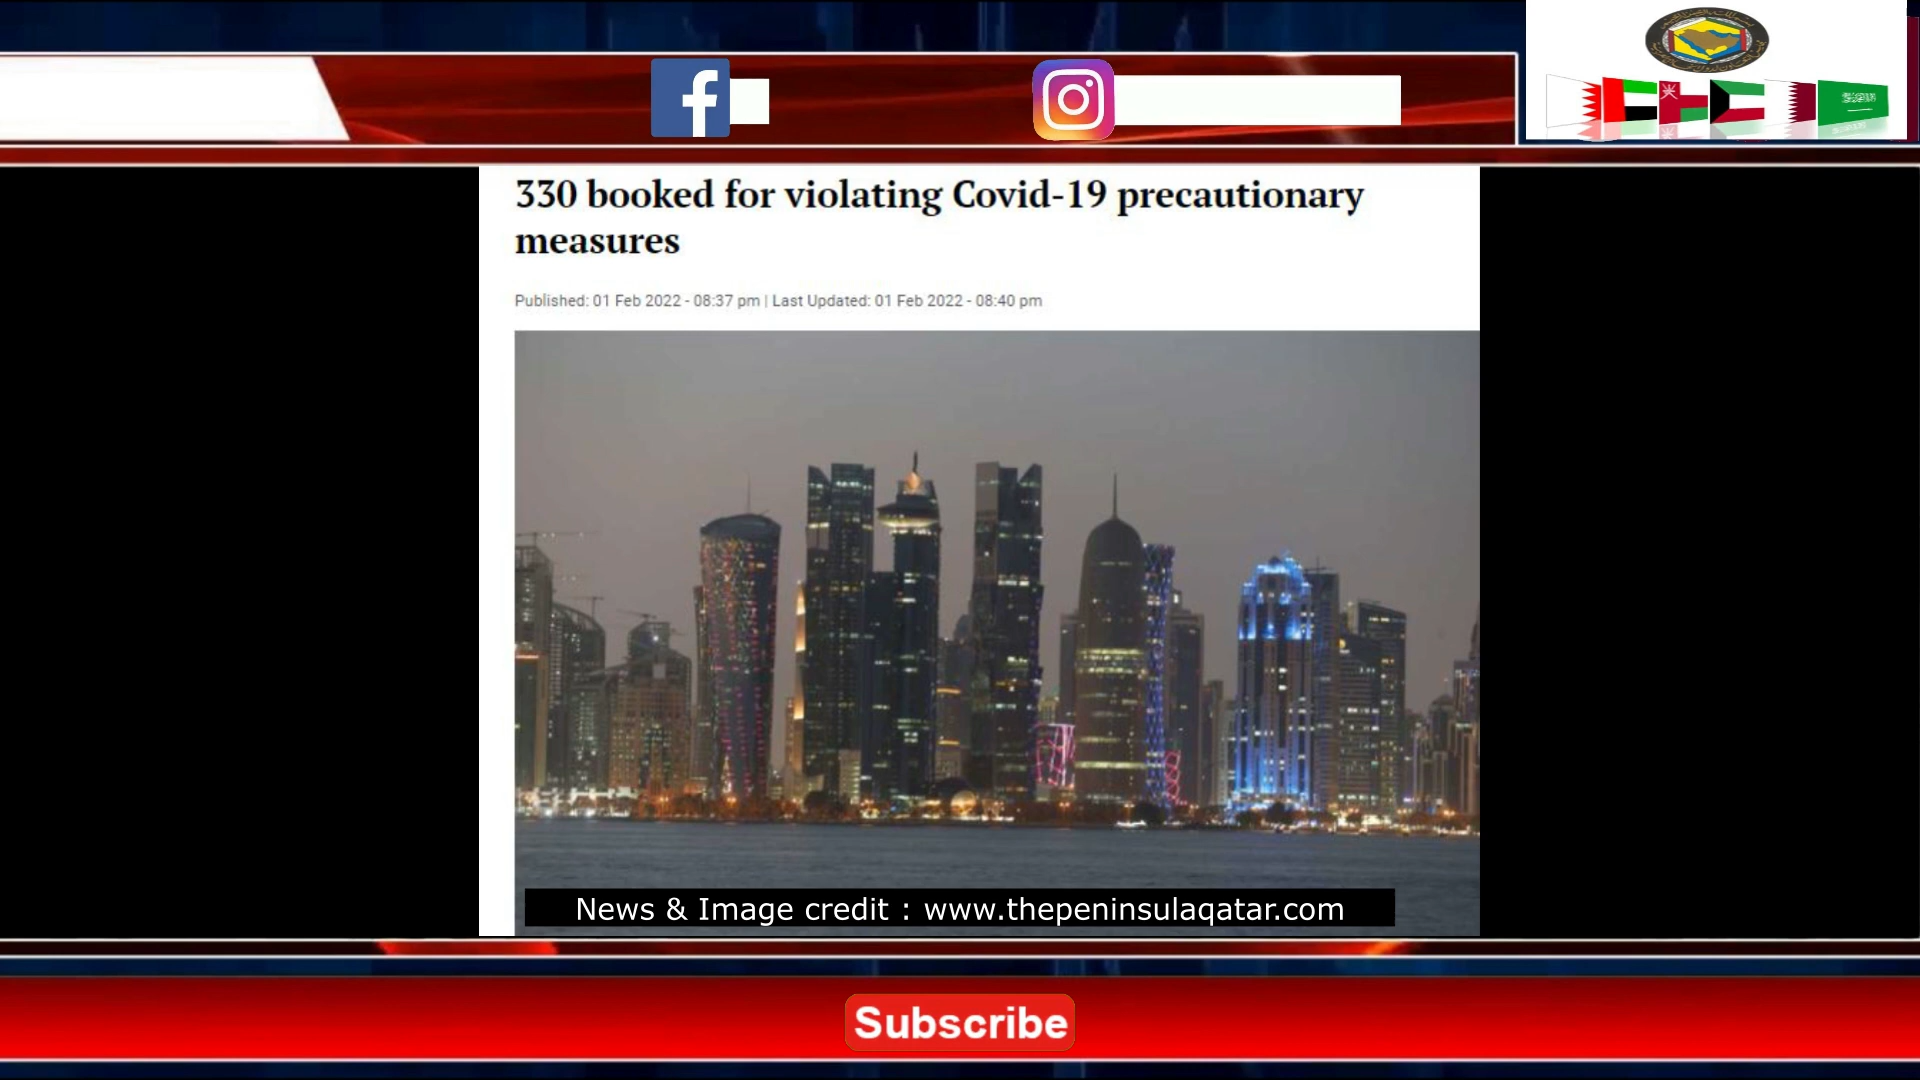 330 booked for violating Covid-19 precautionary
measures
Published: 01 Feb 2022 - 08:37 pm | Last Updated: 01 Feb 2022 - 08:40 pm
News & Image credit : www.thepeninsulaqatar.com
Subscribe